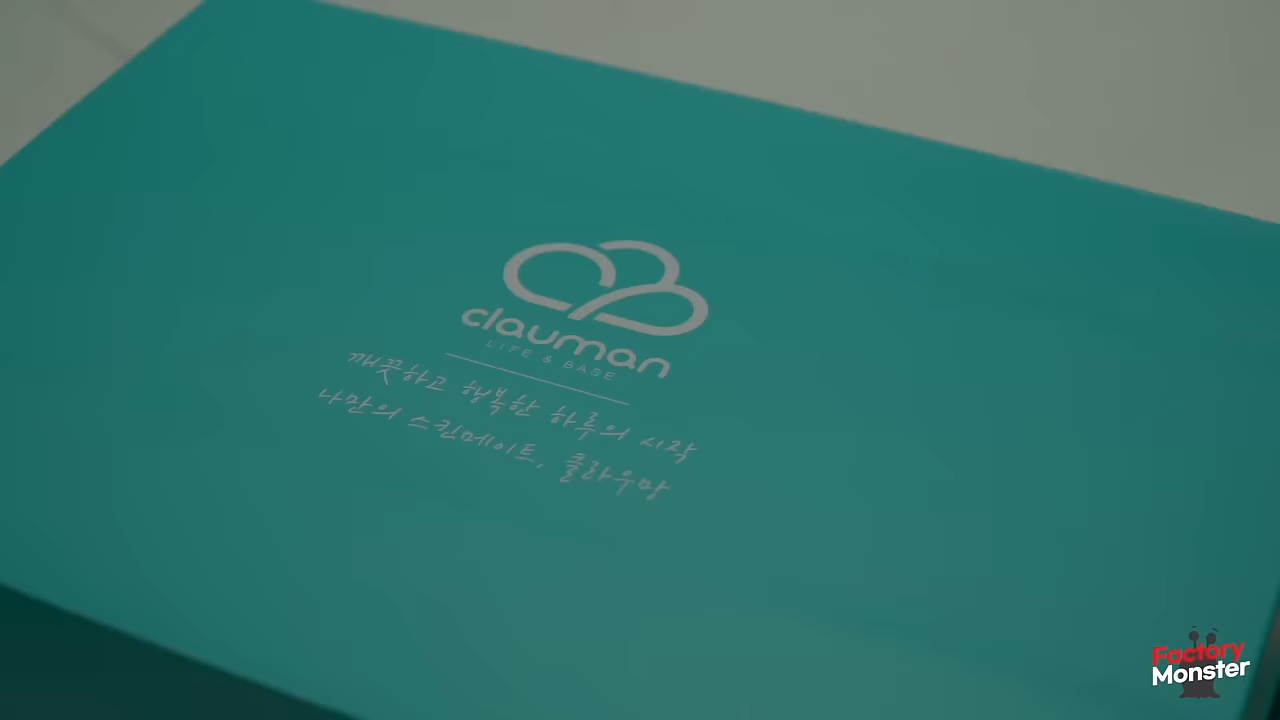 clauman
LIFE & BASE
깨끗하고 행복한 하루의 시작
나만의 스킨메이트, 클라우망
Factory
Monster